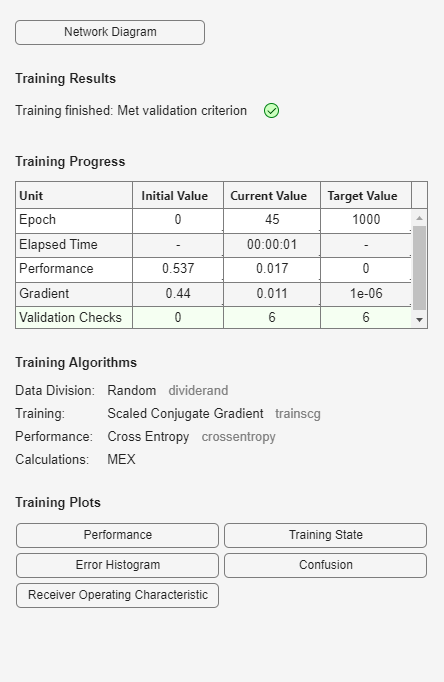 Network Diagram
Training Results
Training finished: Met validation criterion
Training Progress
Unit Initial Value Current Value Target Value
Epoch 0 45 1000
Elapsed Time - 00:00:01 -
Performance 0.537 0.017 0
Gradient 0.44 0.011 1e-06
Validation Checks 0 6 6
Training Algorithms
Data Division: Random dividerand
Training: Scaled Conjugate Gradient trainscg
Performance: Cross Entropy crossentropy
Calculations: MEX
Training Plots
Performance Training State
Error Histogram Confusion
Receiver Operating Characteristic